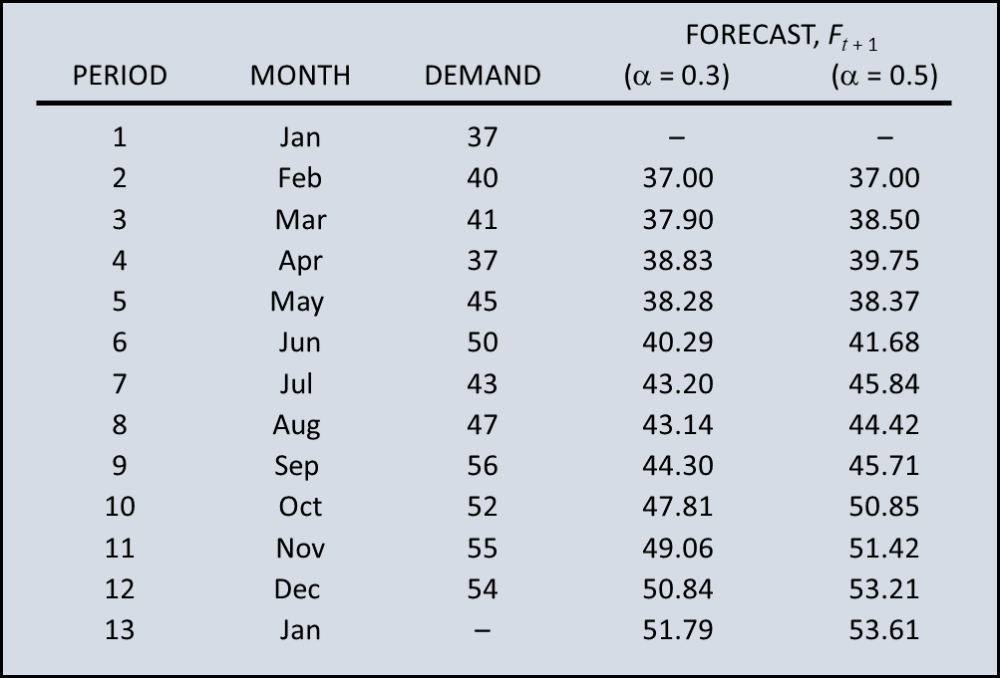 FORECAST, Ft + 1
PERIOD MONTH DEMAND (α = 0.3) (α = 0.5)
1 Jan 37 – –
2 Feb 40 37.00 37.00
3 Mar 41 37.90 38.50
4 Apr 37 38.83 39.75
5 May 45 38.28 38.37
6 Jun 50 40.29 41.68
7 Jul 43 43.20 45.84
8 Aug 47 43.14 44.42
9 Sep 56 44.30 45.71
10 Oct 52 47.81 50.85
11 Nov 55 49.06 51.42
12 Dec 54 50.84 53.21
13 Jan – 51.79 53.61